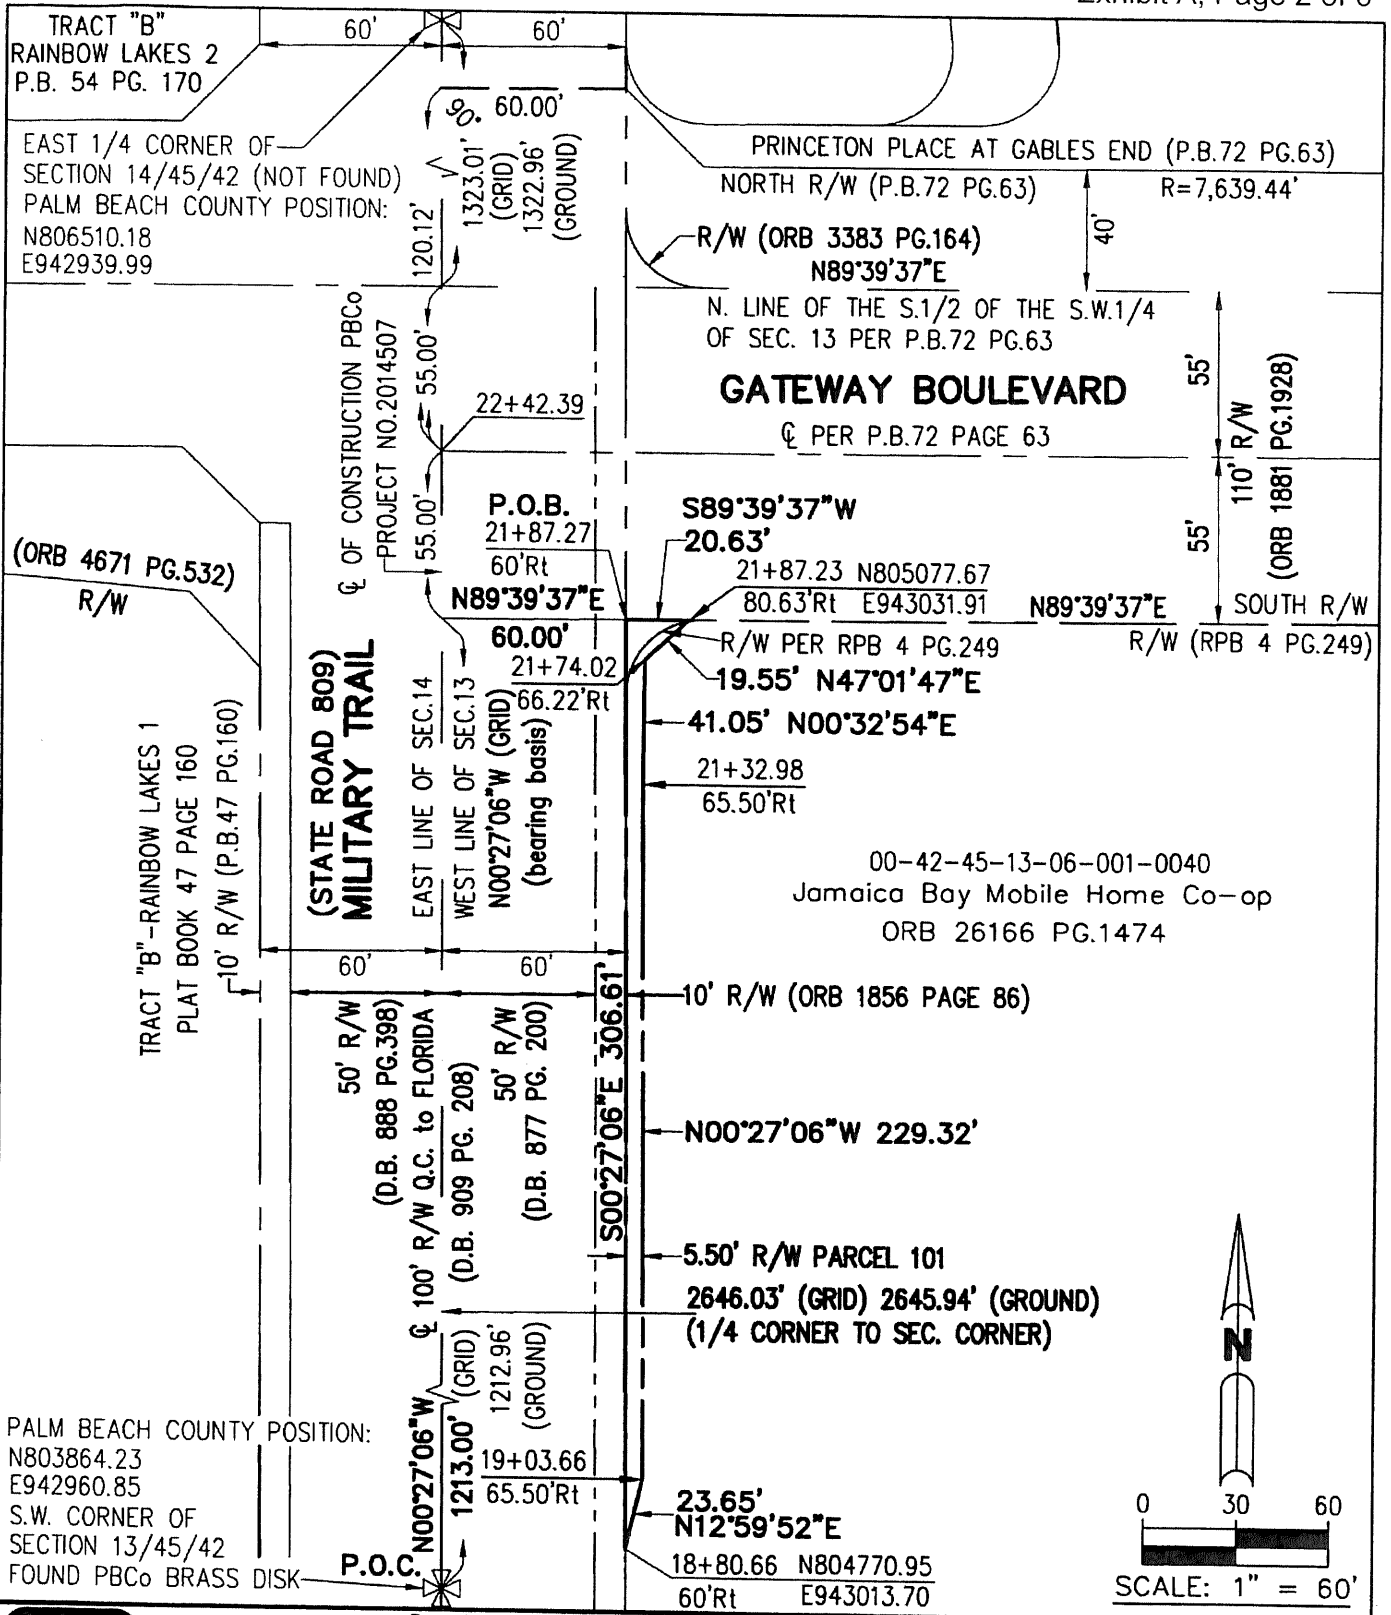 Exhibit A, Page 2 of 6
TRACT "B"
RAINBOW LAKES 2
P.B. 54 PG. 170
60'
60'
90°
60.00'
EAST 1/4 CORNER OF
SECTION 14/45/42 (NOT FOUND)
PALM BEACH COUNTY POSITION:
N806510.18
E942939.99
120.12'
1323.01'
(GRID)
1322.96'
(GROUND)
PRINCETON PLACE AT GABLES END (P.B.72 PG.63)
NORTH R/W (P.B.72 PG.63)
R=7,639.44'
40'
R/W (ORB 3383 PG.164)
N89°39'37"E
N. LINE OF THE S.1/2 OF THE S.W.1/4
OF SEC. 13 PER P.B.72 PG.63
GATEWAY BOULEVARD
℄ PER P.B.72 PAGE 63
55'
55'
110' R/W
(ORB 1881 PG.1928)
℄ OF CONSTRUCTION PBCo
PROJECT NO.2014507
55.00'
55.00'
22+42.39
P.O.B.
21+87.27
60'Rt
N89°39'37"E
60.00'
21+74.02
66.22'Rt
S89°39'37"W
20.63'
21+87.23 N805077.67
80.63'Rt E943031.91
N89°39'37"E
SOUTH R/W
R/W (RPB 4 PG.249)
R/W PER RPB 4 PG.249
19.55' N47°01'47"E
41.05' N00°32'54"E
21+32.98
65.50'Rt
(ORB 4671 PG.532)
R/W
(STATE ROAD 809)
MILITARY TRAIL
EAST LINE OF SEC.14
WEST LINE OF SEC.13
N00°27'06"W (GRID)
(bearing basis)
TRACT "B"-RAINBOW LAKES 1
PLAT BOOK 47 PAGE 160
10' R/W (P.B.47 PG.160)
00-42-45-13-06-001-0040
Jamaica Bay Mobile Home Co-op
ORB 26166 PG.1474
60'
60'
10' R/W (ORB 1856 PAGE 86)
50' R/W
(D.B. 888 PG.398)
℄ 100' R/W Q.C. to FLORIDA
(D.B. 909 PG. 208)
50' R/W
(D.B. 877 PG. 200)
S00°27'06"E 306.61'
N00°27'06"W 229.32'
5.50' R/W PARCEL 101
2646.03' (GRID) 2645.94' (GROUND)
(1/4 CORNER TO SEC. CORNER)
N00°27'06"W
1213.00' (GRID)
1212.96'
(GROUND)
19+03.66
65.50'Rt
23.65'
N12°59'52"E
18+80.66 N804770.95
60'Rt E943013.70
PALM BEACH COUNTY POSITION:
N803864.23
E942960.85
S.W. CORNER OF
SECTION 13/45/42
FOUND PBCo BRASS DISK
P.O.C.
N
0 30 60
SCALE: 1" = 60'